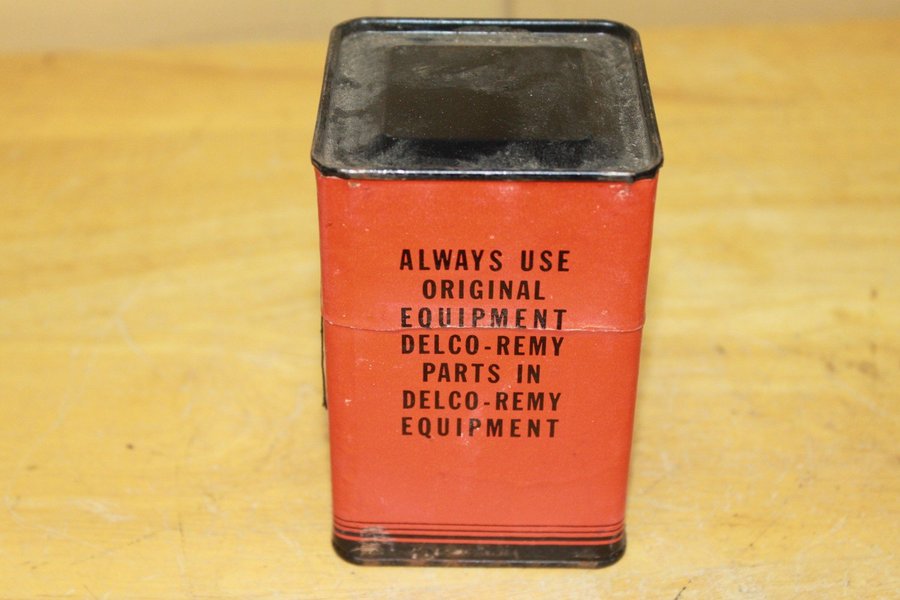 ALWAYS USE
ORIGINAL
EQUIPMENT
DELCO-REMY
PARTS IN
DELCO-REMY
EQUIPMENT